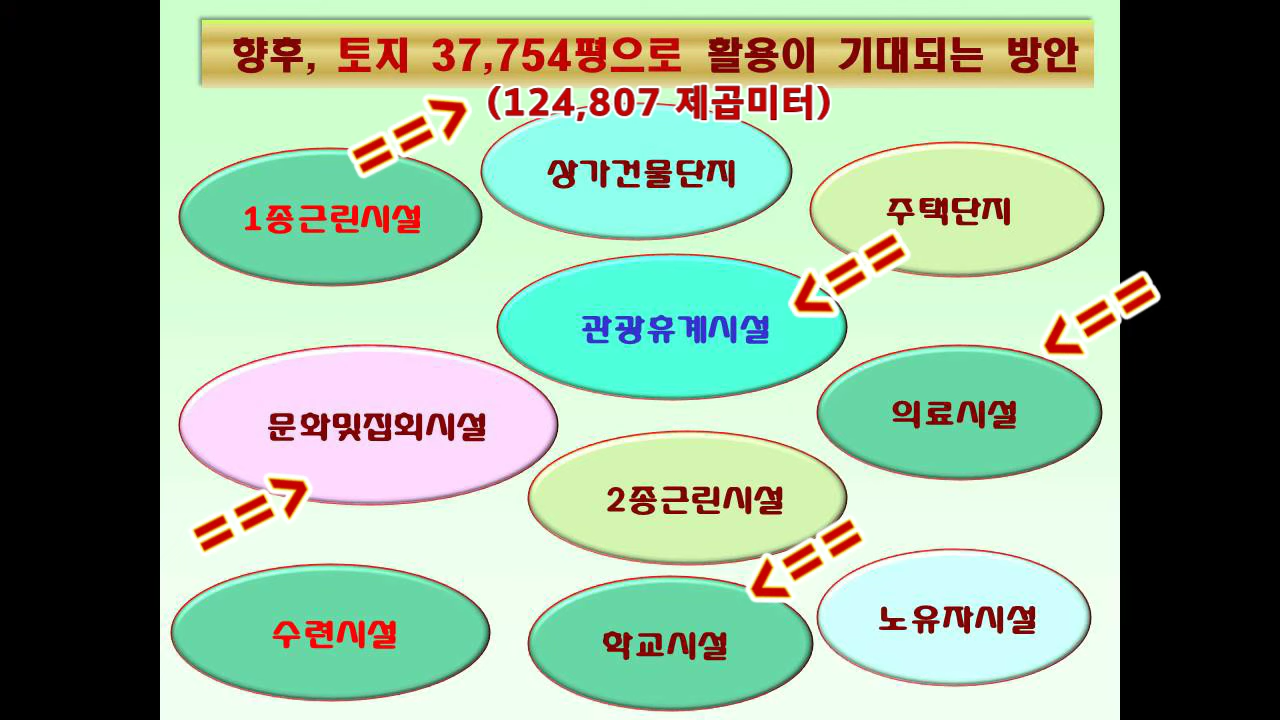 향후, 토지 37,754평으로 활용이 기대되는 방안
(124,807 제곱미터)
==>
상가건물단지
1종근린시설
주택단지
<==
관광휴게시설
<==
의료시설
문화및집회시설
==>
2종근린시설
<==
수련시설
학교시설
노유자시설